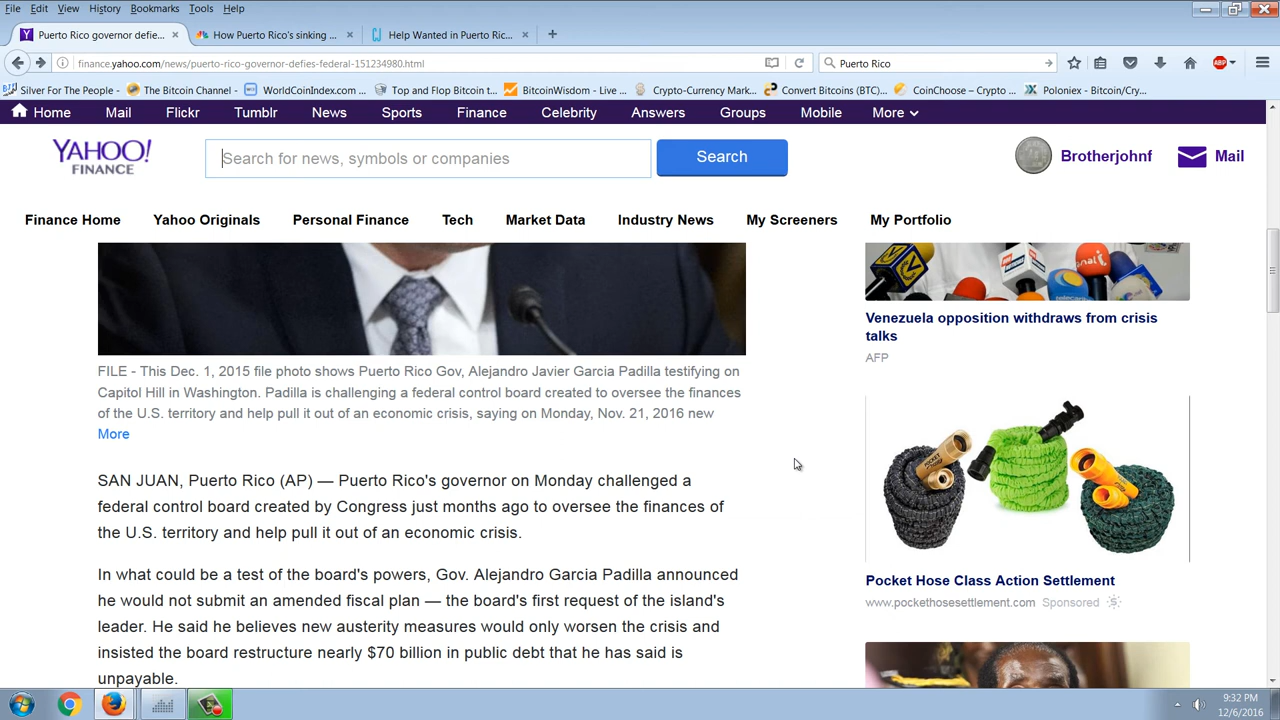 File Edit View History Bookmarks Tools Help
Puerto Rico governor defie... × How Puerto Rico's sinking ... × Help Wanted in Puerto Ric... × +
finance.yahoo.com/news/puerto-rico-governor-defies-federal-151234980.html Puerto Rico ABP
Silver For The People - The Bitcoin Channel - WorldCoinIndex.com ... Top and Flop Bitcoin t... BitcoinWisdom - Live ... Crypto-Currency Mark... Convert Bitcoins (BTC)... CoinChoose – Crypto ... Poloniex - Bitcoin/Cry...
Home Mail Flickr Tumblr News Sports Finance Celebrity Answers Groups Mobile More
YAHOO!
FINANCE
Search for news, symbols or companies Search Brotherjohnf Mail
Finance Home Yahoo Originals Personal Finance Tech Market Data Industry News My Screeners My Portfolio
FILE - This Dec. 1, 2015 file photo shows Puerto Rico Gov, Alejandro Javier Garcia Padilla testifying on
Capitol Hill in Washington. Padilla is challenging a federal control board created to oversee the finances
of the U.S. territory and help pull it out of an economic crisis, saying on Monday, Nov. 21, 2016 new
More
SAN JUAN, Puerto Rico (AP) — Puerto Rico's governor on Monday challenged a
federal control board created by Congress just months ago to oversee the finances of
the U.S. territory and help pull it out of an economic crisis.
In what could be a test of the board's powers, Gov. Alejandro Garcia Padilla announced
he would not submit an amended fiscal plan — the board's first request of the island's
leader. He said he believes new austerity measures would only worsen the crisis and
insisted the board restructure nearly $70 billion in public debt that he has said is
unpayable.
Venezuela opposition withdraws from crisis
talks
AFP
Pocket Hose Class Action Settlement
www.pockethosesettlement.com Sponsored
9:32 PM
12/6/2016